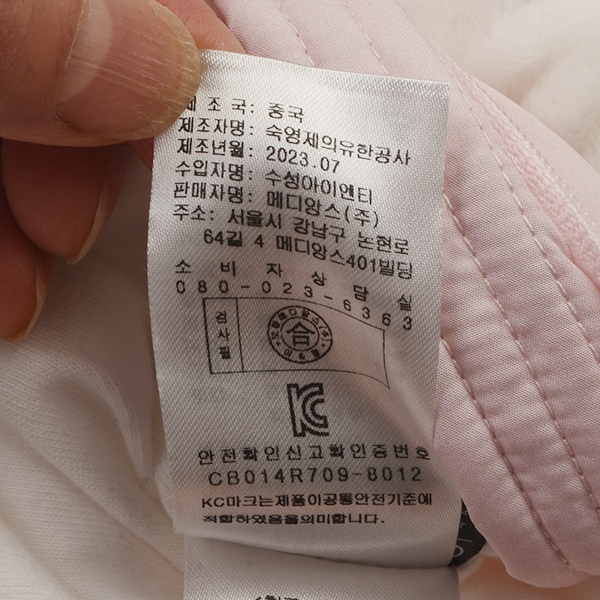 제 조 국: 중국
제조자명: 숙영제의유한공사
제조년월: 2023.07
수입자명: 수성아이엔티
판매자명: 메디앙스(주)
주소: 서울시 강남구 논현로
64길 4 메디앙스401빌딩
소 비 자 상 담 실
080-023-6363
검사필
合
KC
안전확인신고확인증번호
CB014R709-8012
KC마크는제품이공통안전기준에
적합하였음을의미합니다.